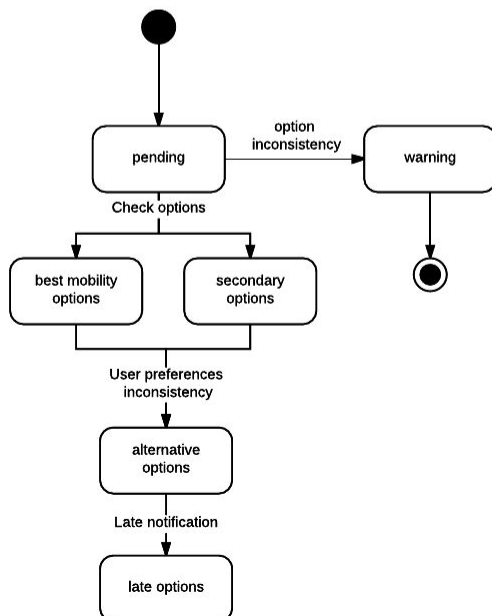 option
inconsistency
pending
warning
Check options
best mobility
options
secondary
options
User preferences
inconsistency
alternative
options
Late notification
late options